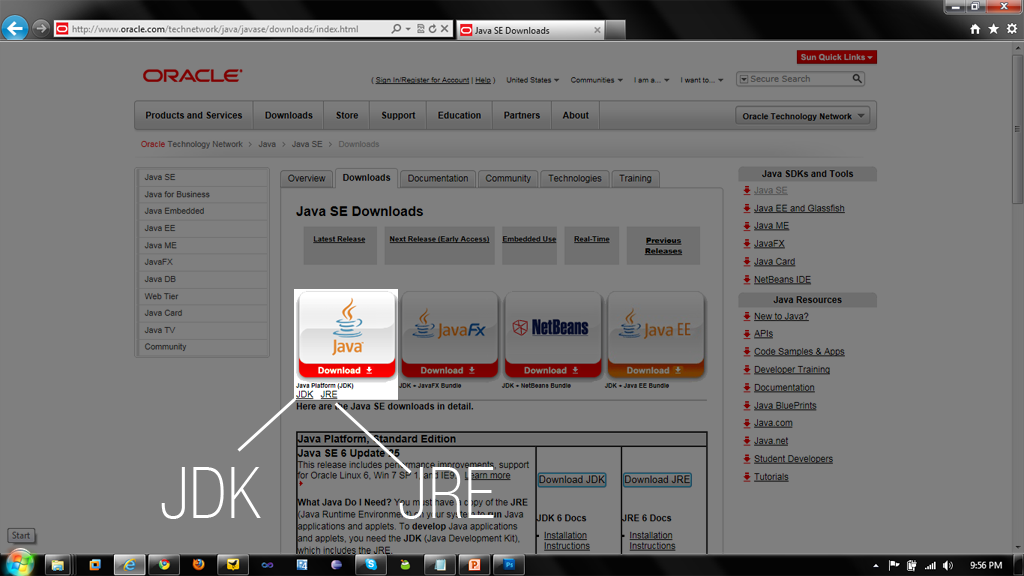 http://www.oracle.com/technetwork/java/javase/downloads/index.html
Java SE Downloads
Sun Quick Links
ORACLE
( Sign In/Register for Account | Help ) United States Communities I am a... I want to... Secure Search
Products and Services Downloads Store Support Education Partners About Oracle Technology Network
Oracle Technology Network > Java > Java SE > Downloads
Java SE
Java for Business
Java Embedded
Java EE
Java ME
JavaFX
Java DB
Web Tier
Java Card
Java TV
Community
Overview Downloads Documentation Community Technologies Training
Java SE Downloads
Latest Release Next Release (Early Access) Embedded Use Real-Time Previous
Releases
Java JavaFX NetBeans Java EE
Download Download Download Download
Java Platform (JDK) JDK + JavaFX Bundle JDK + NetBeans Bundle JDK + Java EE Bundle
JDK JRE
Here are the Java SE downloads in detail.
Java Platform, Standard Edition
Java SE 6 Update 25
This release includes performance improvements, support
for Oracle Linux 6, Win 7 SP 1, and IE9. Learn more
What Java Do I Need? You must have a copy of the JRE
(Java Runtime Environment) on your system to run Java
applications and applets. To develop Java applications
and applets, you need the JDK (Java Development Kit),
which includes the JRE.
Download JDK
JDK 6 Docs
Installation
Instructions
Download JRE
JRE 6 Docs
Installation
Instructions
JDK
JRE
Java SDKs and Tools
Java SE
Java EE and Glassfish
Java ME
JavaFX
Java Card
NetBeans IDE
Java Resources
New to Java?
APIs
Code Samples & Apps
Developer Training
Documentation
Java BluePrints
Java.com
Java.net
Student Developers
Tutorials
Start
9:56 PM